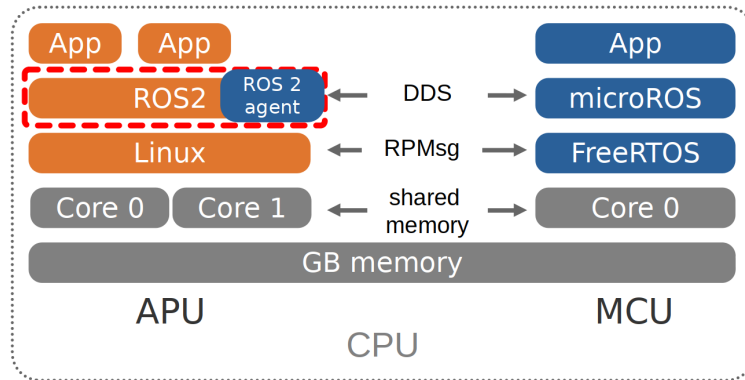 App App App
ROS2 ROS 2 agent DDS microROS
Linux RPMsg FreeRTOS
Core 0 Core 1 shared memory Core 0
GB memory
APU MCU
CPU